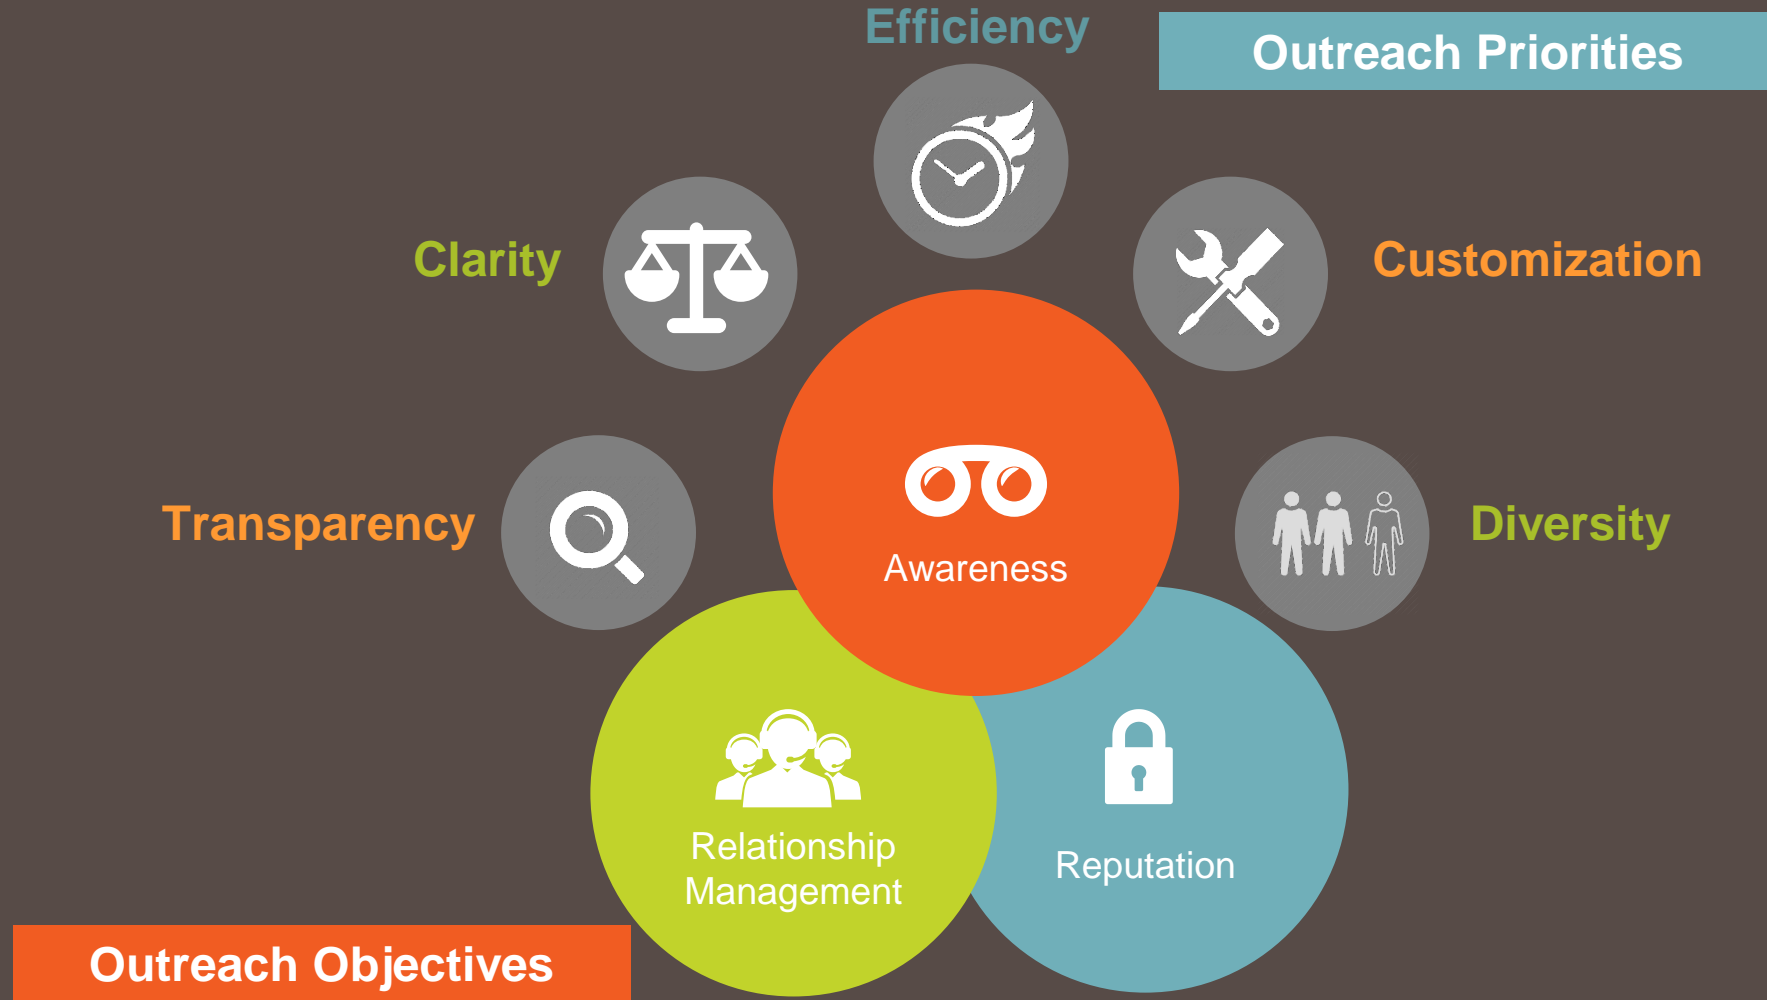 Efficiency
Outreach Priorities
Clarity
Customization
Transparency
Diversity
Awareness
Relationship
Management
Reputation
Outreach Objectives